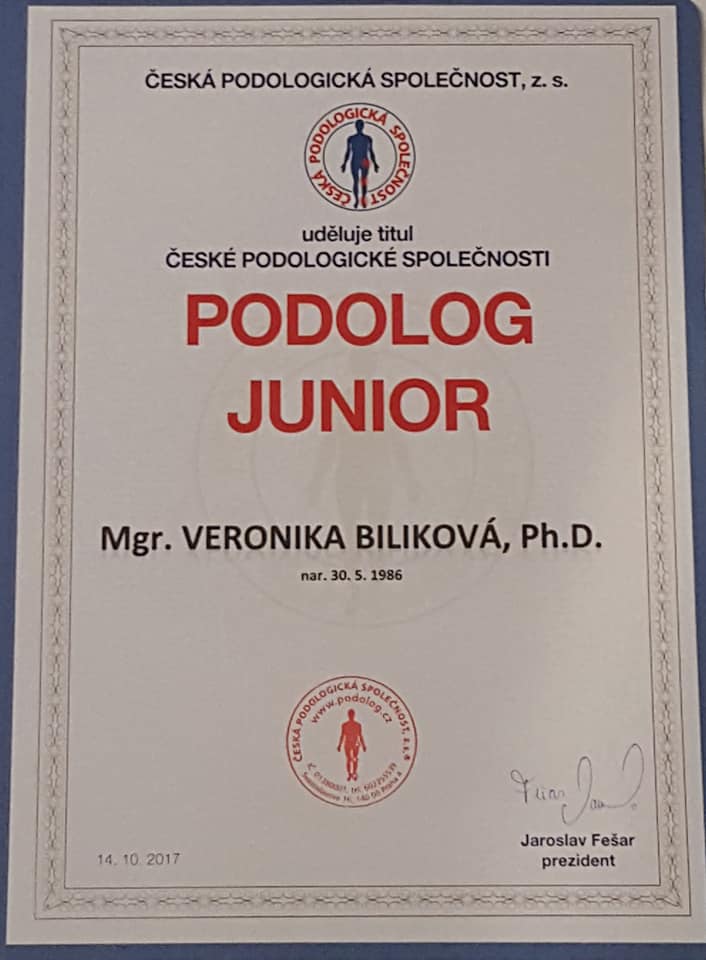 ČESKÁ PODOLOGICKÁ SPOLEČNOST, z. s.
ČESKÁ PODOLOGICKÁ SPOLEČNOST
uděluje titul
ČESKÉ PODOLOGICKÉ SPOLEČNOSTI
PODOLOG
JUNIOR
Mgr. VERONIKA BILIKOVÁ, Ph.D.
nar. 30. 5. 1986
ČESKÁ PODOLOGICKÁ SPOLEČNOST, z.s.
www.podolog.cz
14. 10. 2017
Jaroslav Fešar
prezident